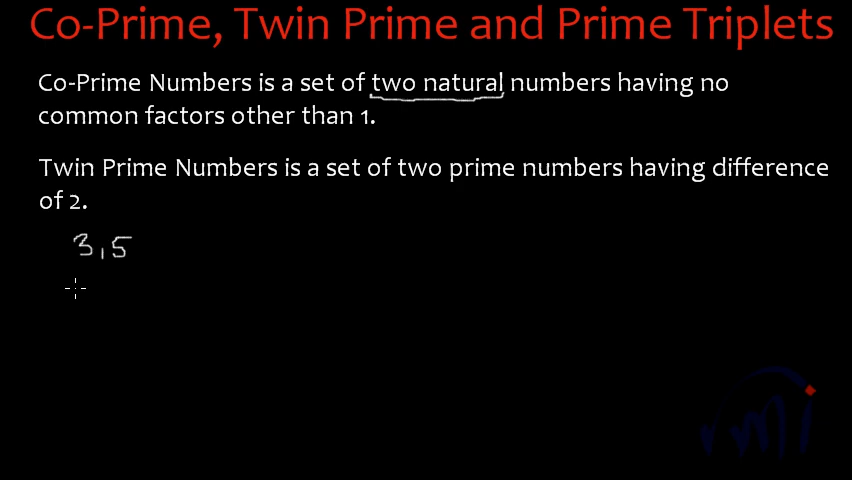 Co-Prime, Twin Prime and Prime Triplets
Co-Prime Numbers is a set of two natural numbers having no
common factors other than 1.
Twin Prime Numbers is a set of two prime numbers having difference
of 2.
3,5